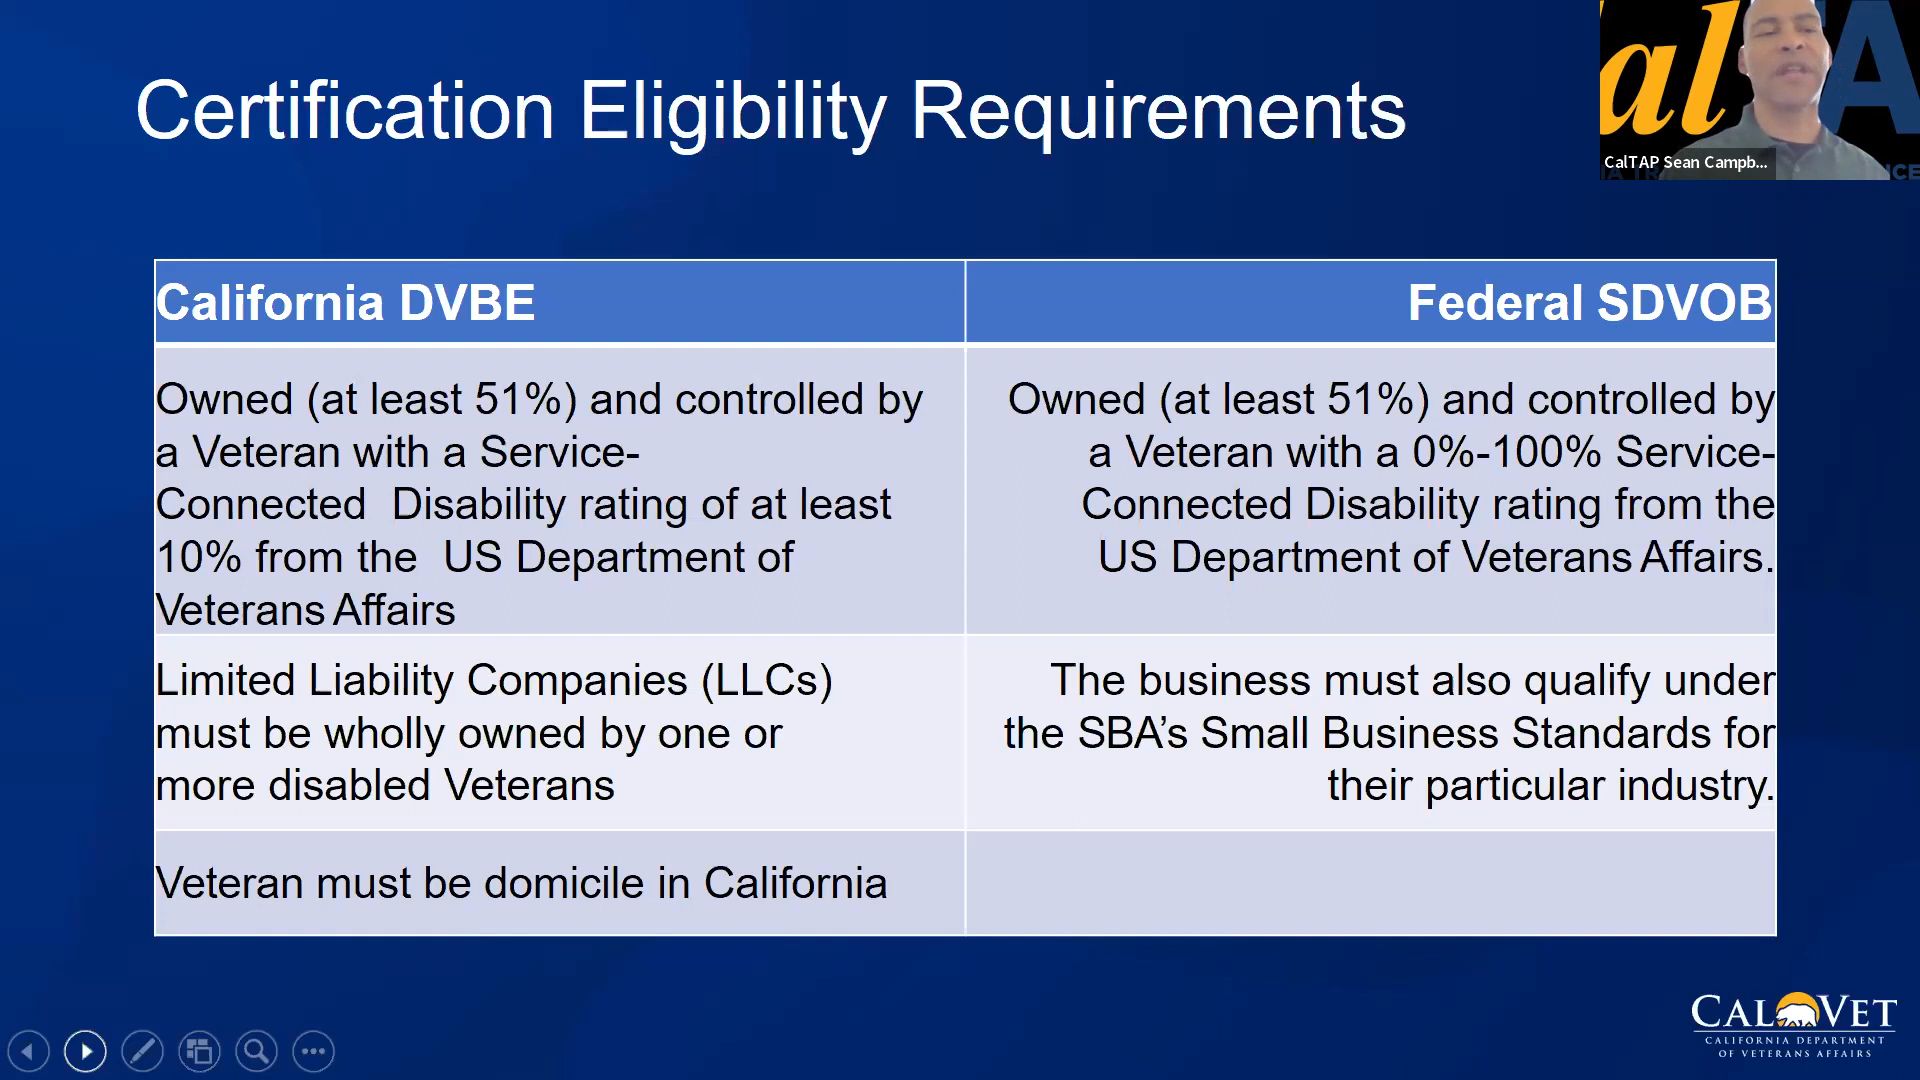 Certification Eligibility Requirements
al TA
CalTAP Sean Campb...
California DVBE
Federal SDVOB
Owned (at least 51%) and controlled by
a Veteran with a Service-
Connected Disability rating of at least
10% from the US Department of
Veterans Affairs
Owned (at least 51%) and controlled by
a Veteran with a 0%-100% Service-
Connected Disability rating from the
US Department of Veterans Affairs.
Limited Liability Companies (LLCs)
must be wholly owned by one or
more disabled Veterans
The business must also qualify under
the SBA’s Small Business Standards for
their particular industry.
Veteran must be domicile in California
CALVET
CALIFORNIA DEPARTMENT
OF VETERANS AFFAIRS